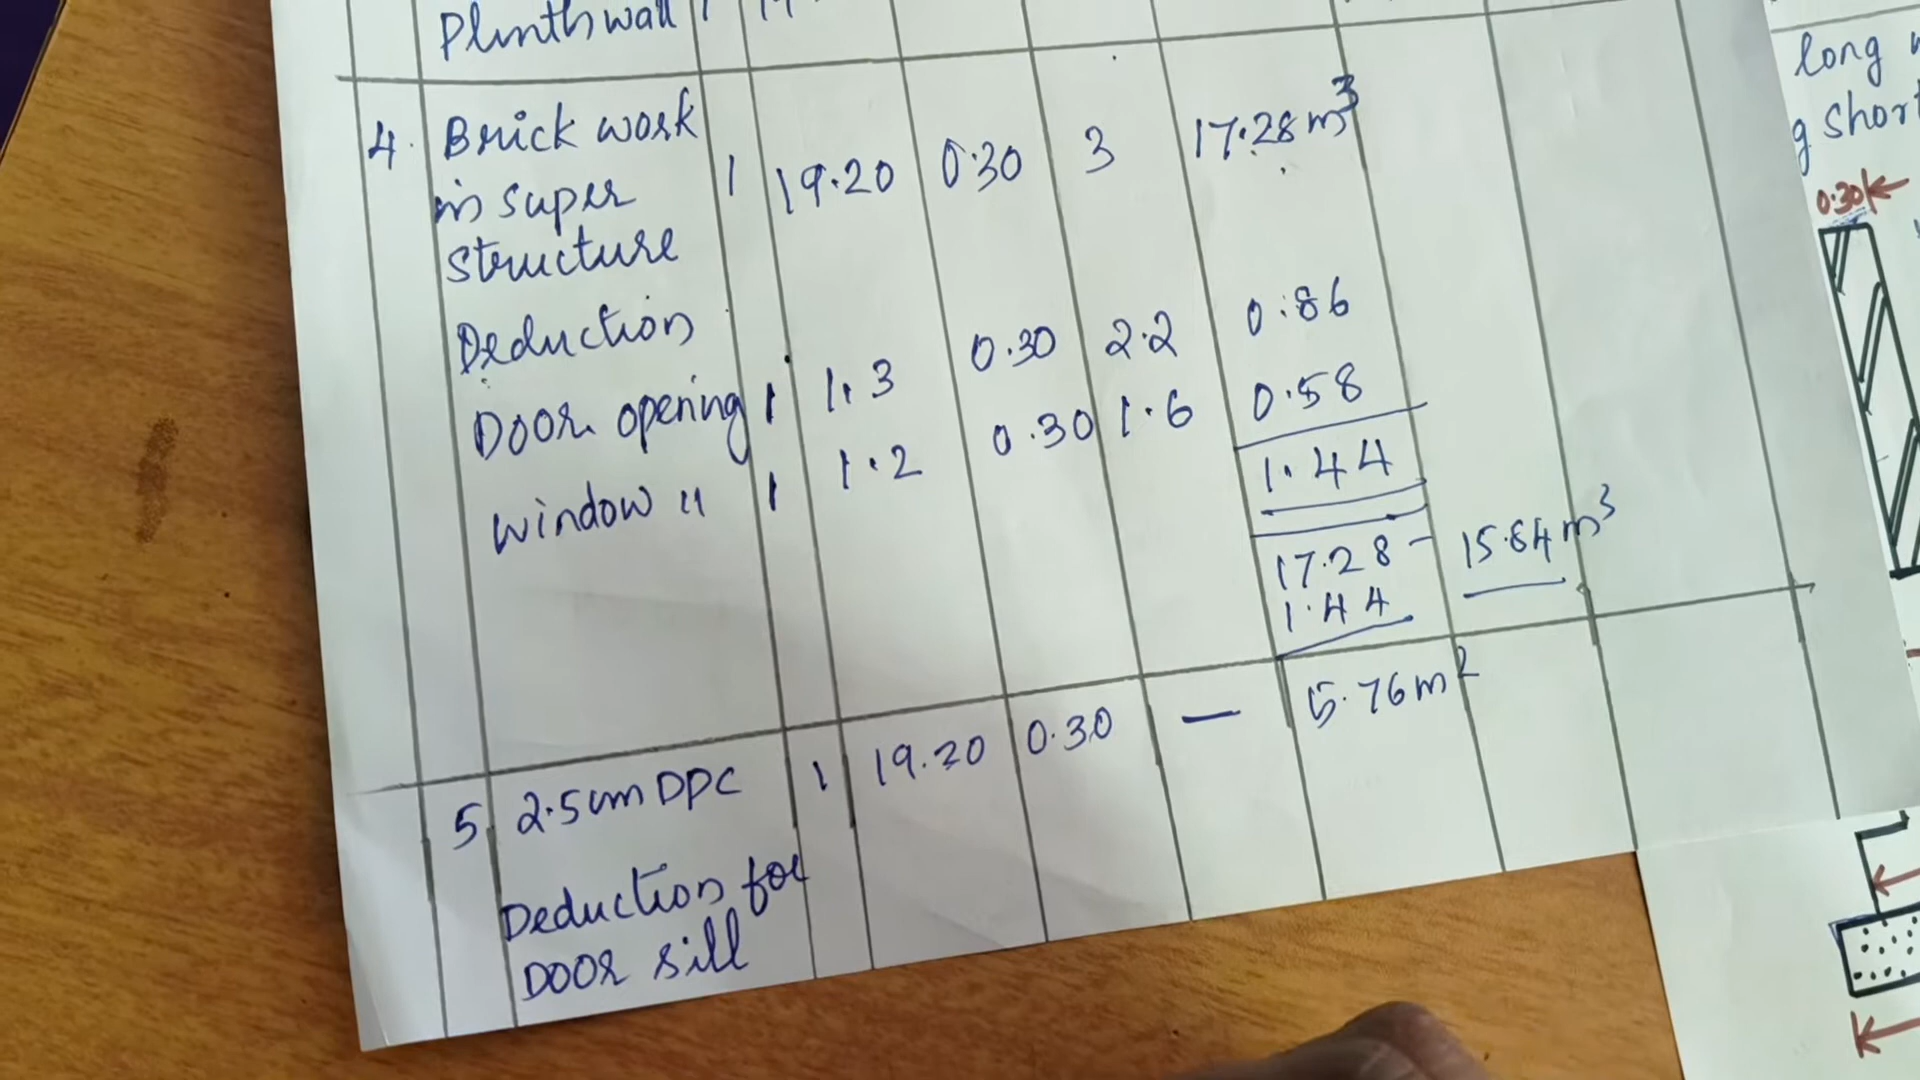 Plinth wall 1
4. Brick work in super structure 1 19.20 0.30 3 17.28 m³
Deduction
Door opening 1 1.3 0.30 2.2 0.86
window 〃 1 1.2 0.30 1.6 0.58
1.44
17.28 -
1.44
15.84 m³
5 2.5cm DPC 1 19.20 0.30 — 5.76 m²
Deduction for
Door sill
long
g short
0.30